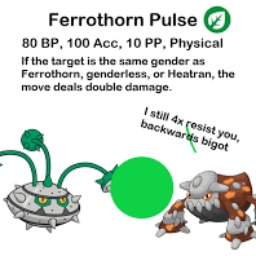 Ferrothorn Pulse
80 BP, 100 Acc, 10 PP, Physical
If the target is the same gender as
Ferrothorn, genderless, or Heatran, the
move deals double damage.
I still 4x resist you,
backwards bigot